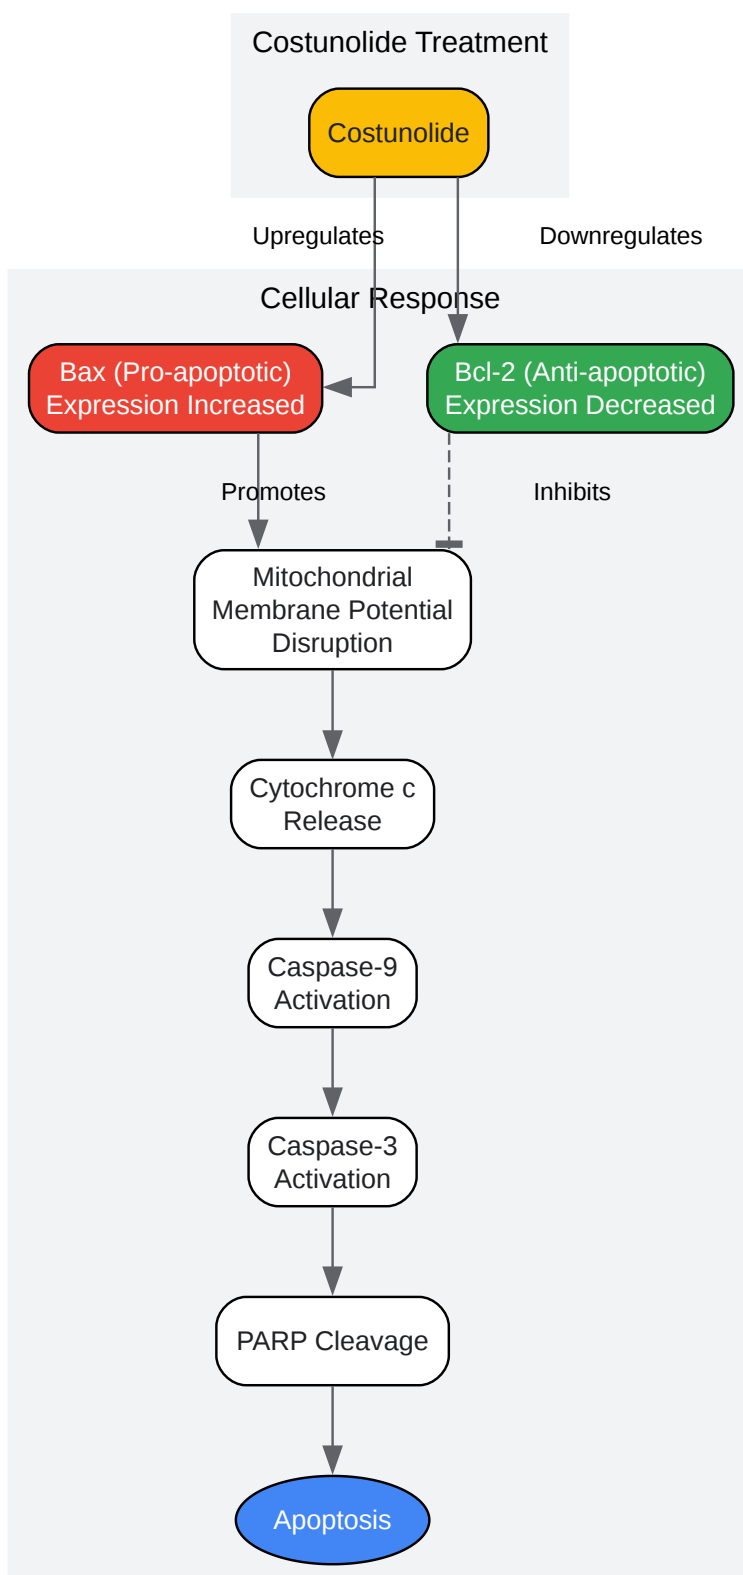 Costunolide Treatment
Costunolide
Upregulates
Downregulates
Cellular Response
Bax (Pro-apoptotic)
Expression Increased
Bcl-2 (Anti-apoptotic)
Expression Decreased
Promotes
Inhibits
Mitochondrial
Membrane Potential
Disruption
Cytochrome c
Release
Caspase-9
Activation
Caspase-3
Activation
PARP Cleavage
Apoptosis